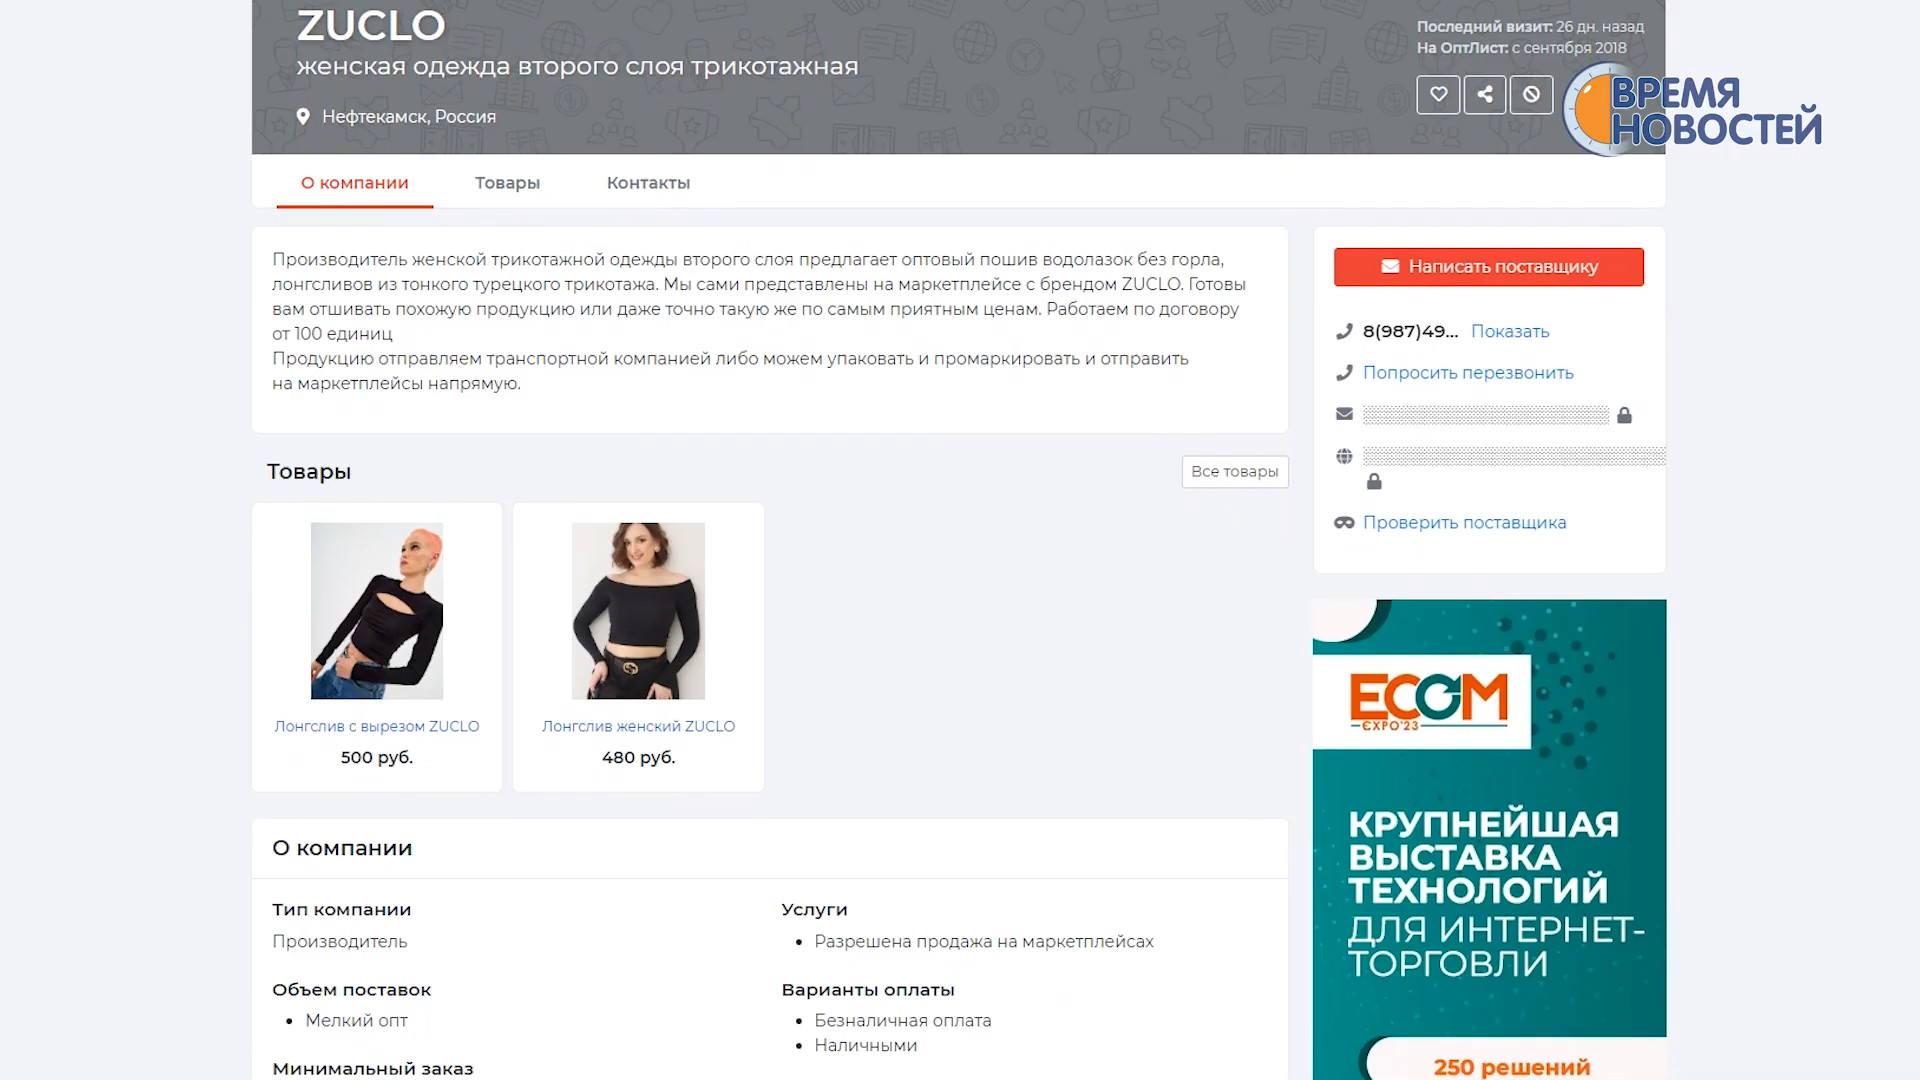 ZUCLO
женская одежда второго слоя трикотажная
Нефтекамск, Россия
Последний визит: 26 дн. назад
На ОптЛист: с сентября 2018
ВРЕМЯ
НОВОСТЕЙ
О компании
Товары
Контакты
Производитель женской трикотажной одежды второго слоя предлагает оптовый пошив водолазок без горла,
лонгсливов из тонкого турецкого трикотажа. Мы сами представлены на маркетплейсе с брендом ZUCLO. Готовы
вам отшивать похожую продукцию или даже точно такую же по самым приятным ценам. Работаем по договору
от 100 единиц
Продукцию отправляем транспортной компанией либо можем упаковать и промаркировать и отправить
на маркетплейсы напрямую.
Написать поставщику
8(987)49... Показать
Попросить перезвонить
Проверить поставщика
Товары
Все товары
Лонгслив с вырезом ZUCLO
500 руб.
Лонгслив женский ZUCLO
480 руб.
О компании
Тип компании
Производитель
Объем поставок
Мелкий опт
Минимальный заказ
Услуги
Разрешена продажа на маркетплейсах
Варианты оплаты
Безналичная оплата
Наличными
ECOM
EXPO'23
КРУПНЕЙШАЯ
ВЫСТАВКА
ТЕХНОЛОГИЙ
ДЛЯ ИНТЕРНЕТ-
ТОРГОВЛИ
250 решений